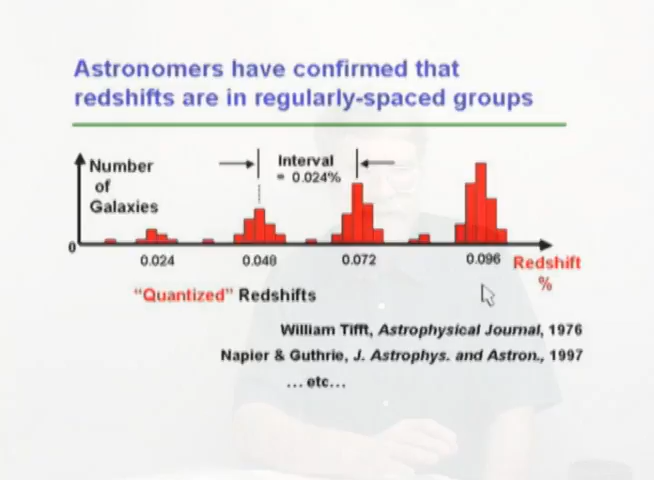 Astronomers have confirmed that
redshifts are in regularly-spaced groups
Number
of
Galaxies
Interval
= 0.024%
0
0.024
0.048
0.072
0.096
Redshift
%
"Quantized" Redshifts
William Tifft, Astrophysical Journal, 1976
Napier & Guthrie, J. Astrophys. and Astron., 1997
...etc...